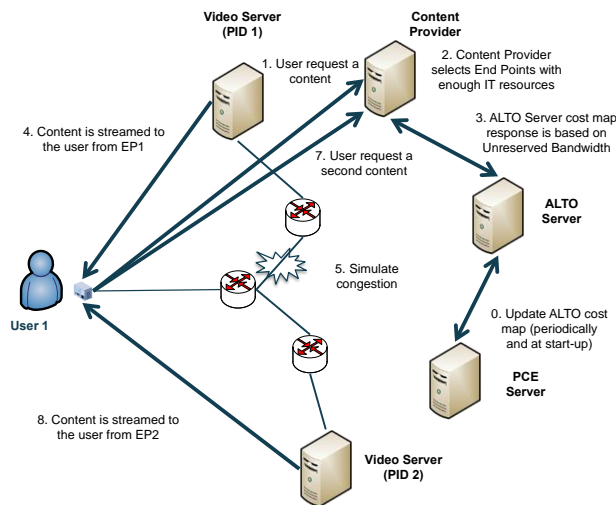 Video Server
(PID 1)
Content
Provider
1. User request a
content
2. Content Provider
selects End Points with
enough IT resources
3. ALTO Server cost map
response is based on
Unreserved Bandwidth
4. Content is streamed to
the user from EP1
7. User request a
second content
ALTO
Server
5. Simulate
congestion
User 1
0. Update ALTO cost
map (periodically
and at start-up)
PCE
Server
8. Content is streamed to
the user from EP2
Video Server
(PID 2)